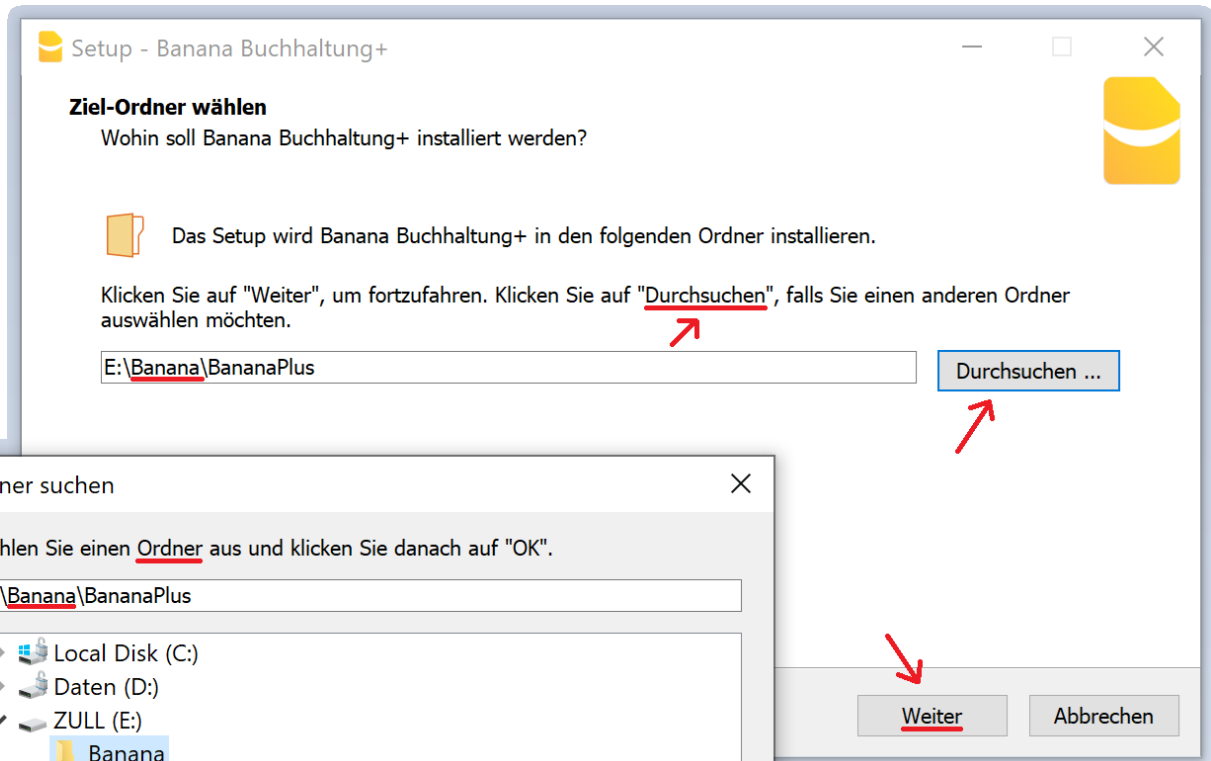 Setup - Banana Buchhaltung+
Ziel-Ordner wählen
Wohin soll Banana Buchhaltung+ installiert werden?
Das Setup wird Banana Buchhaltung+ in den folgenden Ordner installieren.
Klicken Sie auf "Weiter", um fortzufahren. Klicken Sie auf "Durchsuchen", falls Sie einen anderen Ordner
auswählen möchten.
E:\Banana\BananaPlus
Durchsuchen ...
ner suchen
hlen Sie einen Ordner aus und klicken Sie danach auf "OK".
\Banana\BananaPlus
Local Disk (C:)
Daten (D:)
ZULL (E:)
Banana
Weiter
Abbrechen